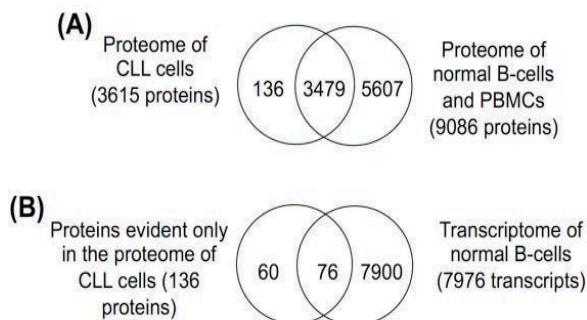 (A)
Proteome of
CLL cells
(3615 proteins)
136 3479 5607
Proteome of
normal B-cells
and PBMCs
(9086 proteins)
(B)
Proteins evident only
in the proteome of
CLL cells (136
proteins)
60 76 7900
Transcriptome of
normal B-cells
(7976 transcripts)